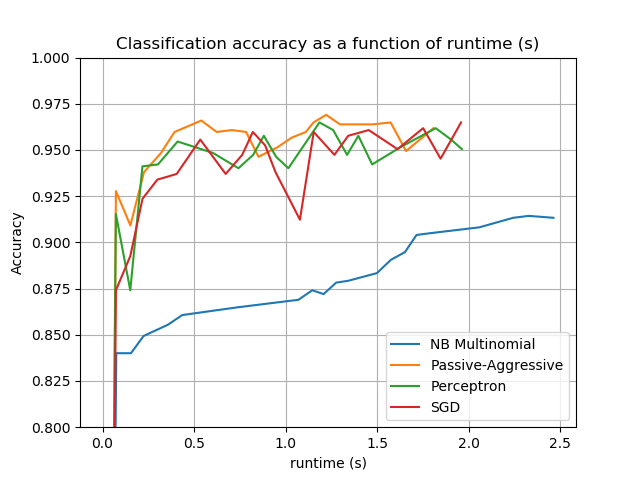 Classification accuracy as a function of runtime (s)
1.000
0.975
0.950
0.925
0.900
0.875
0.850
0.825
0.800
Accuracy
NB Multinomial
Passive-Aggressive
Perceptron
SGD
0.0 0.5 1.0 1.5 2.0 2.5
runtime (s)